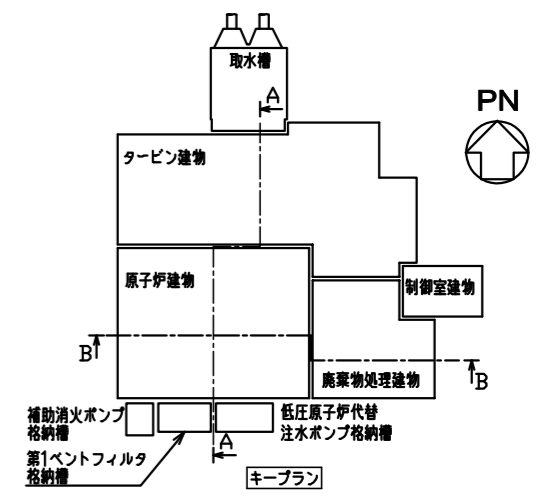 取水槽
A
PN
タービン建物
原子炉建物
制御室建物
B
廃棄物処理建物
B
補助消火ポンプ
格納槽
低圧原子炉代替
注水ポンプ格納槽
第1ベントフィルタ
格納槽
A
キープラン